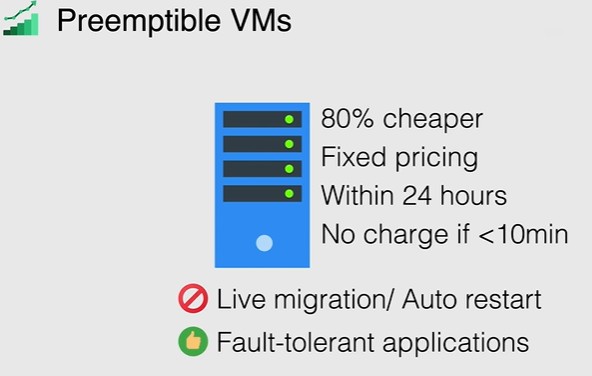 Preemptible VMs
80% cheaper
Fixed pricing
Within 24 hours
No charge if <10min
Live migration/ Auto restart
Fault-tolerant applications